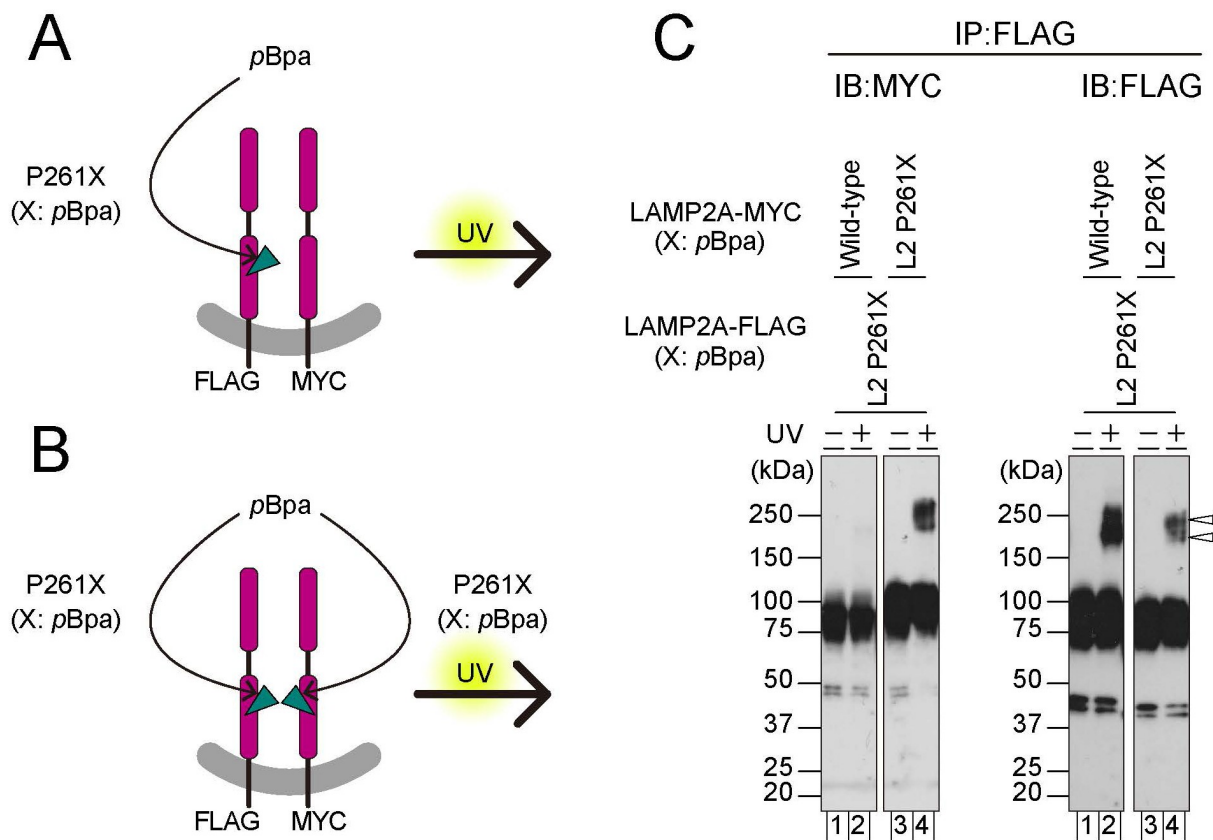 A
pBpa
P261X
(X: pBpa)
UV
FLAG MYC
B
pBpa
P261X
(X: pBpa)
P261X
(X: pBpa)
UV
FLAG MYC
C
IP:FLAG
IB:MYC IB:FLAG
LAMP2A-MYC
(X: pBpa)
Wild-type
L2 P261X
Wild-type
L2 P261X
LAMP2A-FLAG
(X: pBpa)
L2 P261X
L2 P261X
UV − + − + − + − +
(kDa) (kDa)
250 250
150 150
100 100
75 75
50 50
37 37
25 25
20 20
1 2 3 4 1 2 3 4